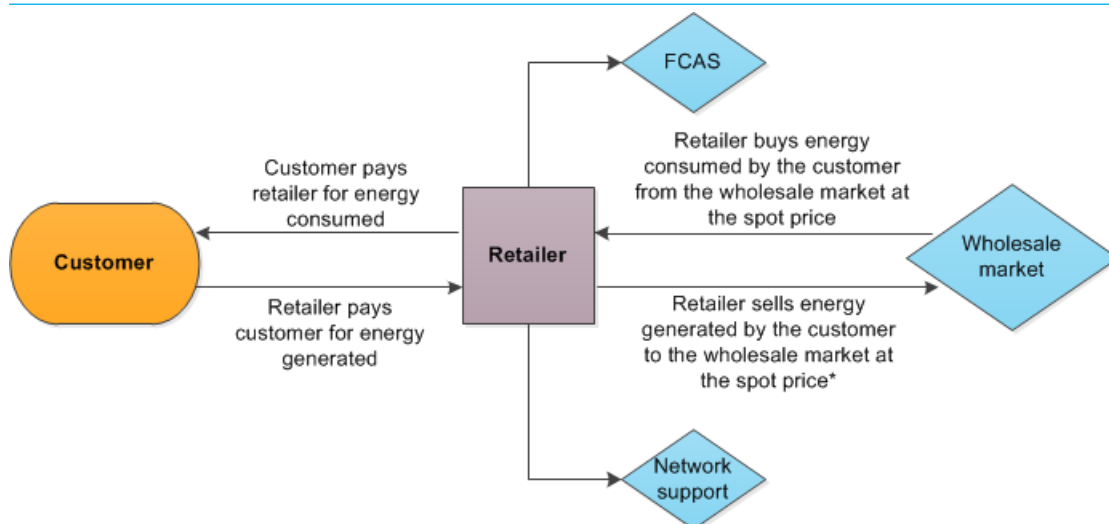 FCAS
Customer pays
retailer for energy
consumed
Retailer buys energy
consumed by the customer
from the wholesale market at
the spot price
Customer
Retailer
Wholesale
market
Retailer pays
customer for energy
generated
Retailer sells energy
generated by the customer
to the wholesale market at
the spot price*
Network
support